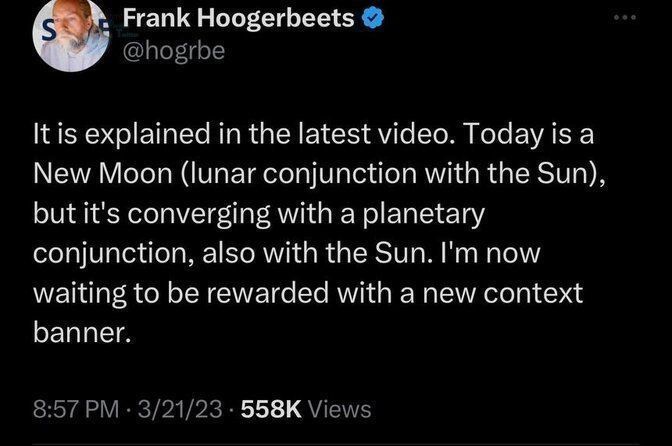 Frank Hoogerbeets
@hogrbe
It is explained in the latest video. Today is a
New Moon (lunar conjunction with the Sun),
but it's converging with a planetary
conjunction, also with the Sun. I'm now
waiting to be rewarded with a new context
banner.
8:57 PM · 3/21/23 · 558K Views